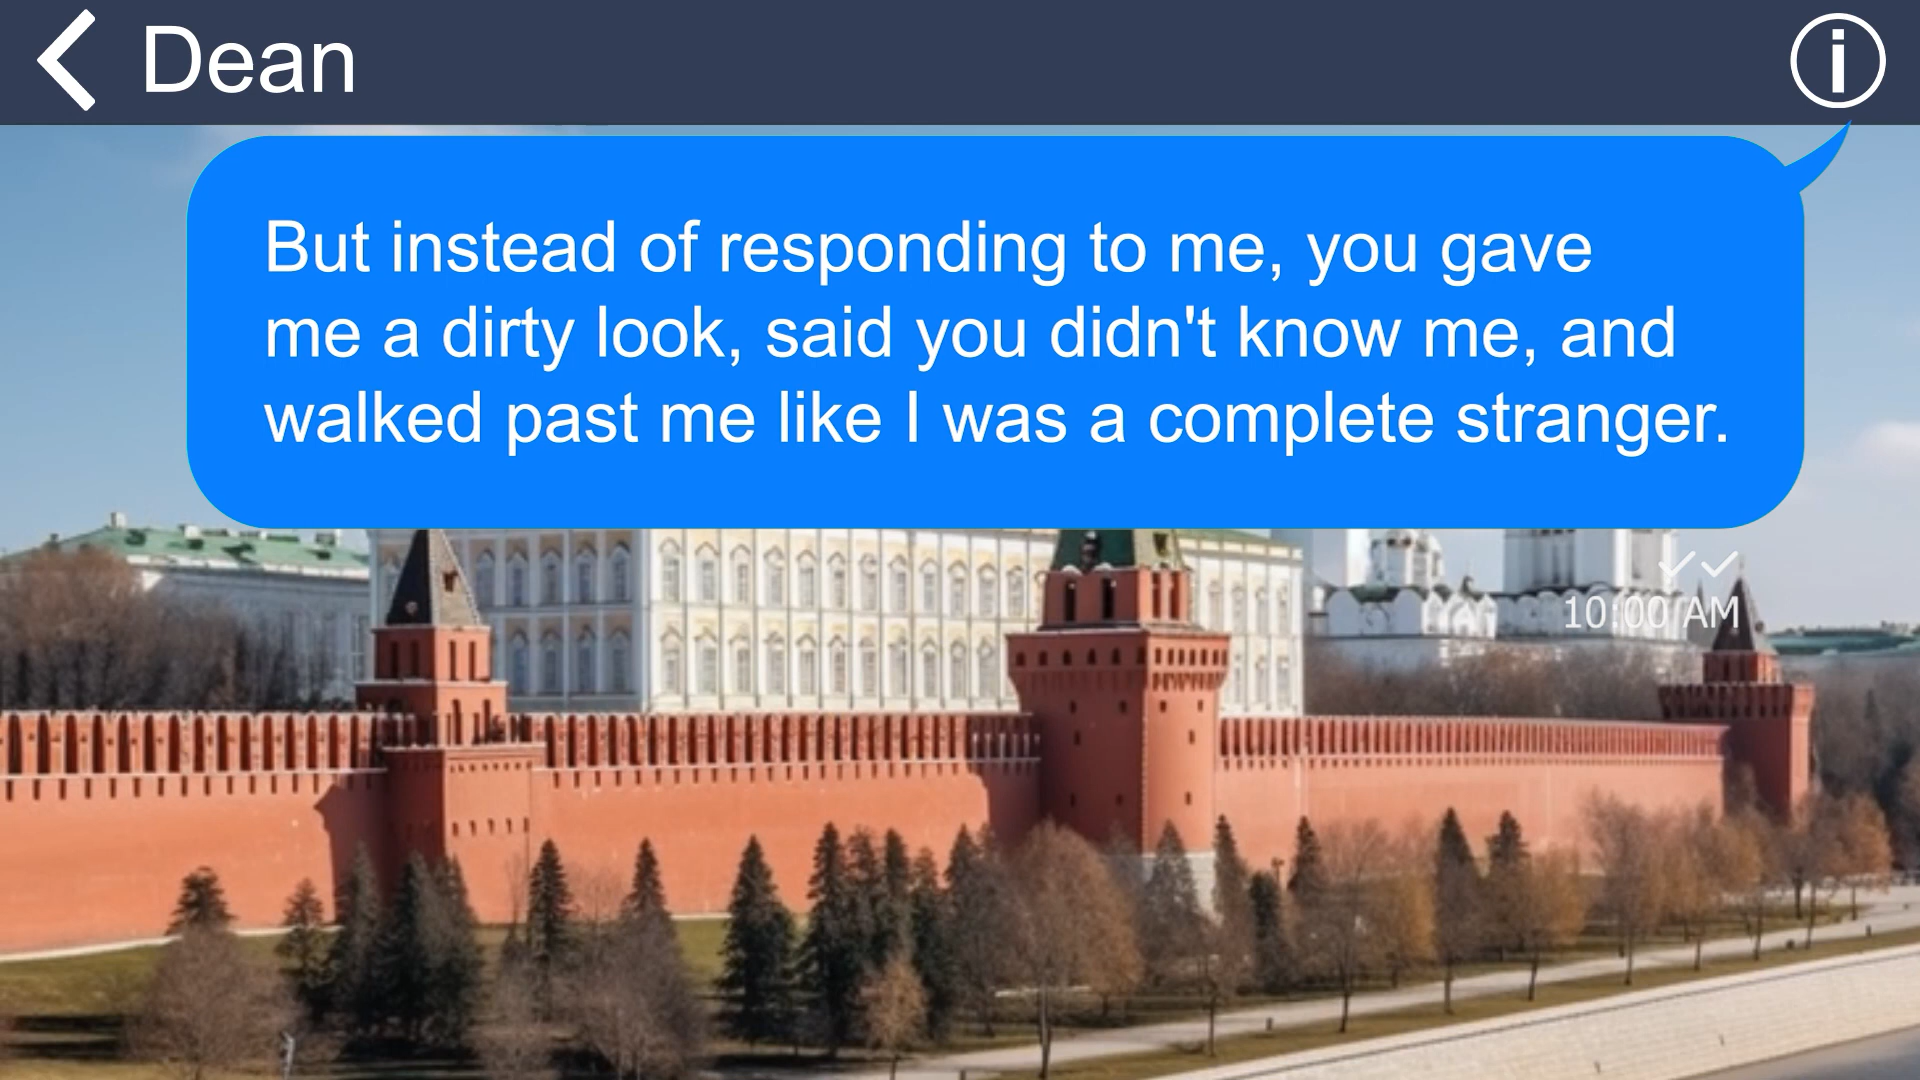 Dean
But instead of responding to me, you gave
me a dirty look, said you didn't know me, and
walked past me like I was a complete stranger.
10:00 AM